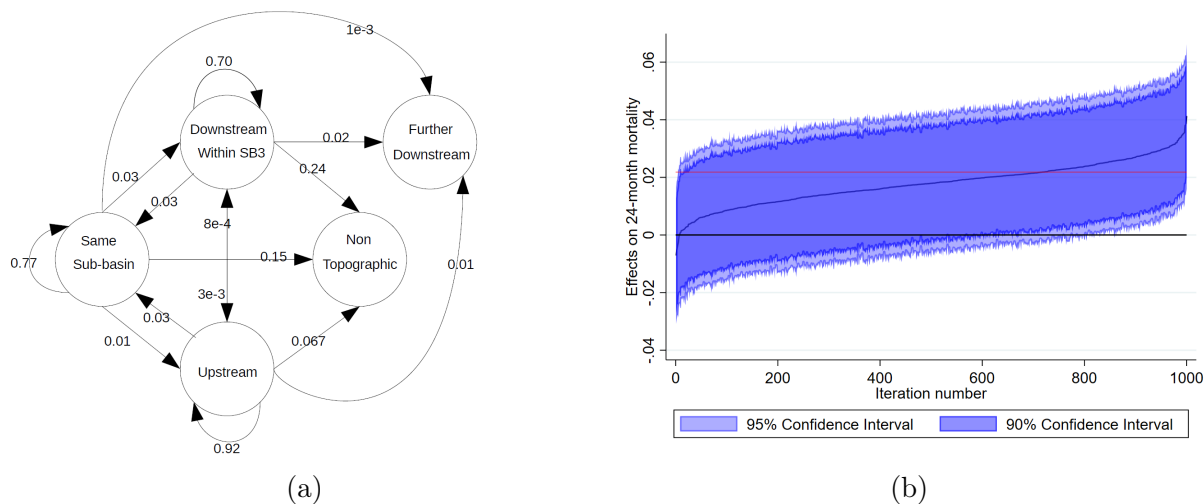 1e-3
0.70
Downstream
Within SB3
Further
Downstream
0.02
0.24
0.03
0.03
8e-4
Same
Sub-basin
Non
Topographic
0.77
0.15
0.01
3e-3
0.03
0.01
0.067
Upstream
0.92
(a)
Effects on 24-month mortality
.06
.04
.02
0
-.02
-.04
0
200
400
600
800
1000
Iteration number
95% Confidence Interval
90% Confidence Interval
(b)